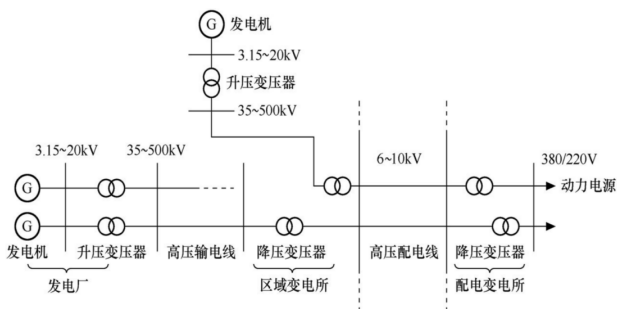 G 发电机
3.15~20kV
升压变压器
35~500kV
3.15~20kV 35~500kV 6~10kV 380/220V
G 动力电源
G
发电机 升压变压器 高压输电线 降压变压器 高压配电线 降压变压器
发电厂 区域变电所 配电变电所